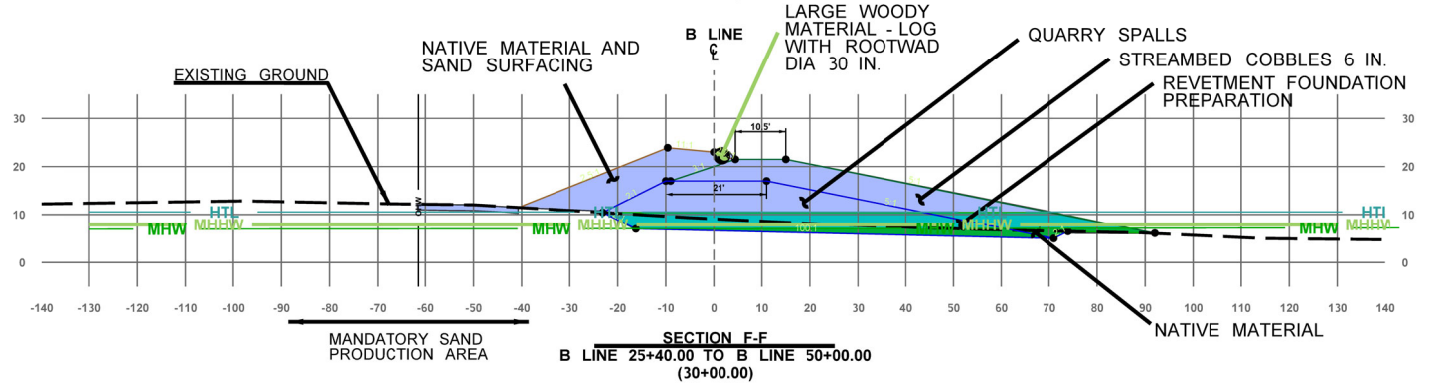 LARGE WOODY
MATERIAL - LOG
WITH ROOTWAD
DIA 30 IN.
B LINE
QUARRY SPALLS
NATIVE MATERIAL AND
SAND SURFACING
STREAMBED COBBLES 6 IN.
EXISTING GROUND
REVETMENT FOUNDATION
PREPARATION
30
30
10.5'
20
20
21'
10
HTL
HTL
HTL
HTL
10
MHW
MHHW
MHW
MHHW
100:1
MHW
MHHW
MHW
MHHW
0
0
-140
-130
-120
-110
-100
-90
-80
-70
-60
-50
-40
-30
-20
-10
0
10
20
30
40
50
60
70
80
90
100
110
120
130
140
MANDATORY SAND
PRODUCTION AREA
NATIVE MATERIAL
SECTION F-F
B LINE 25+40.00 TO B LINE 50+00.00
(30+00.00)